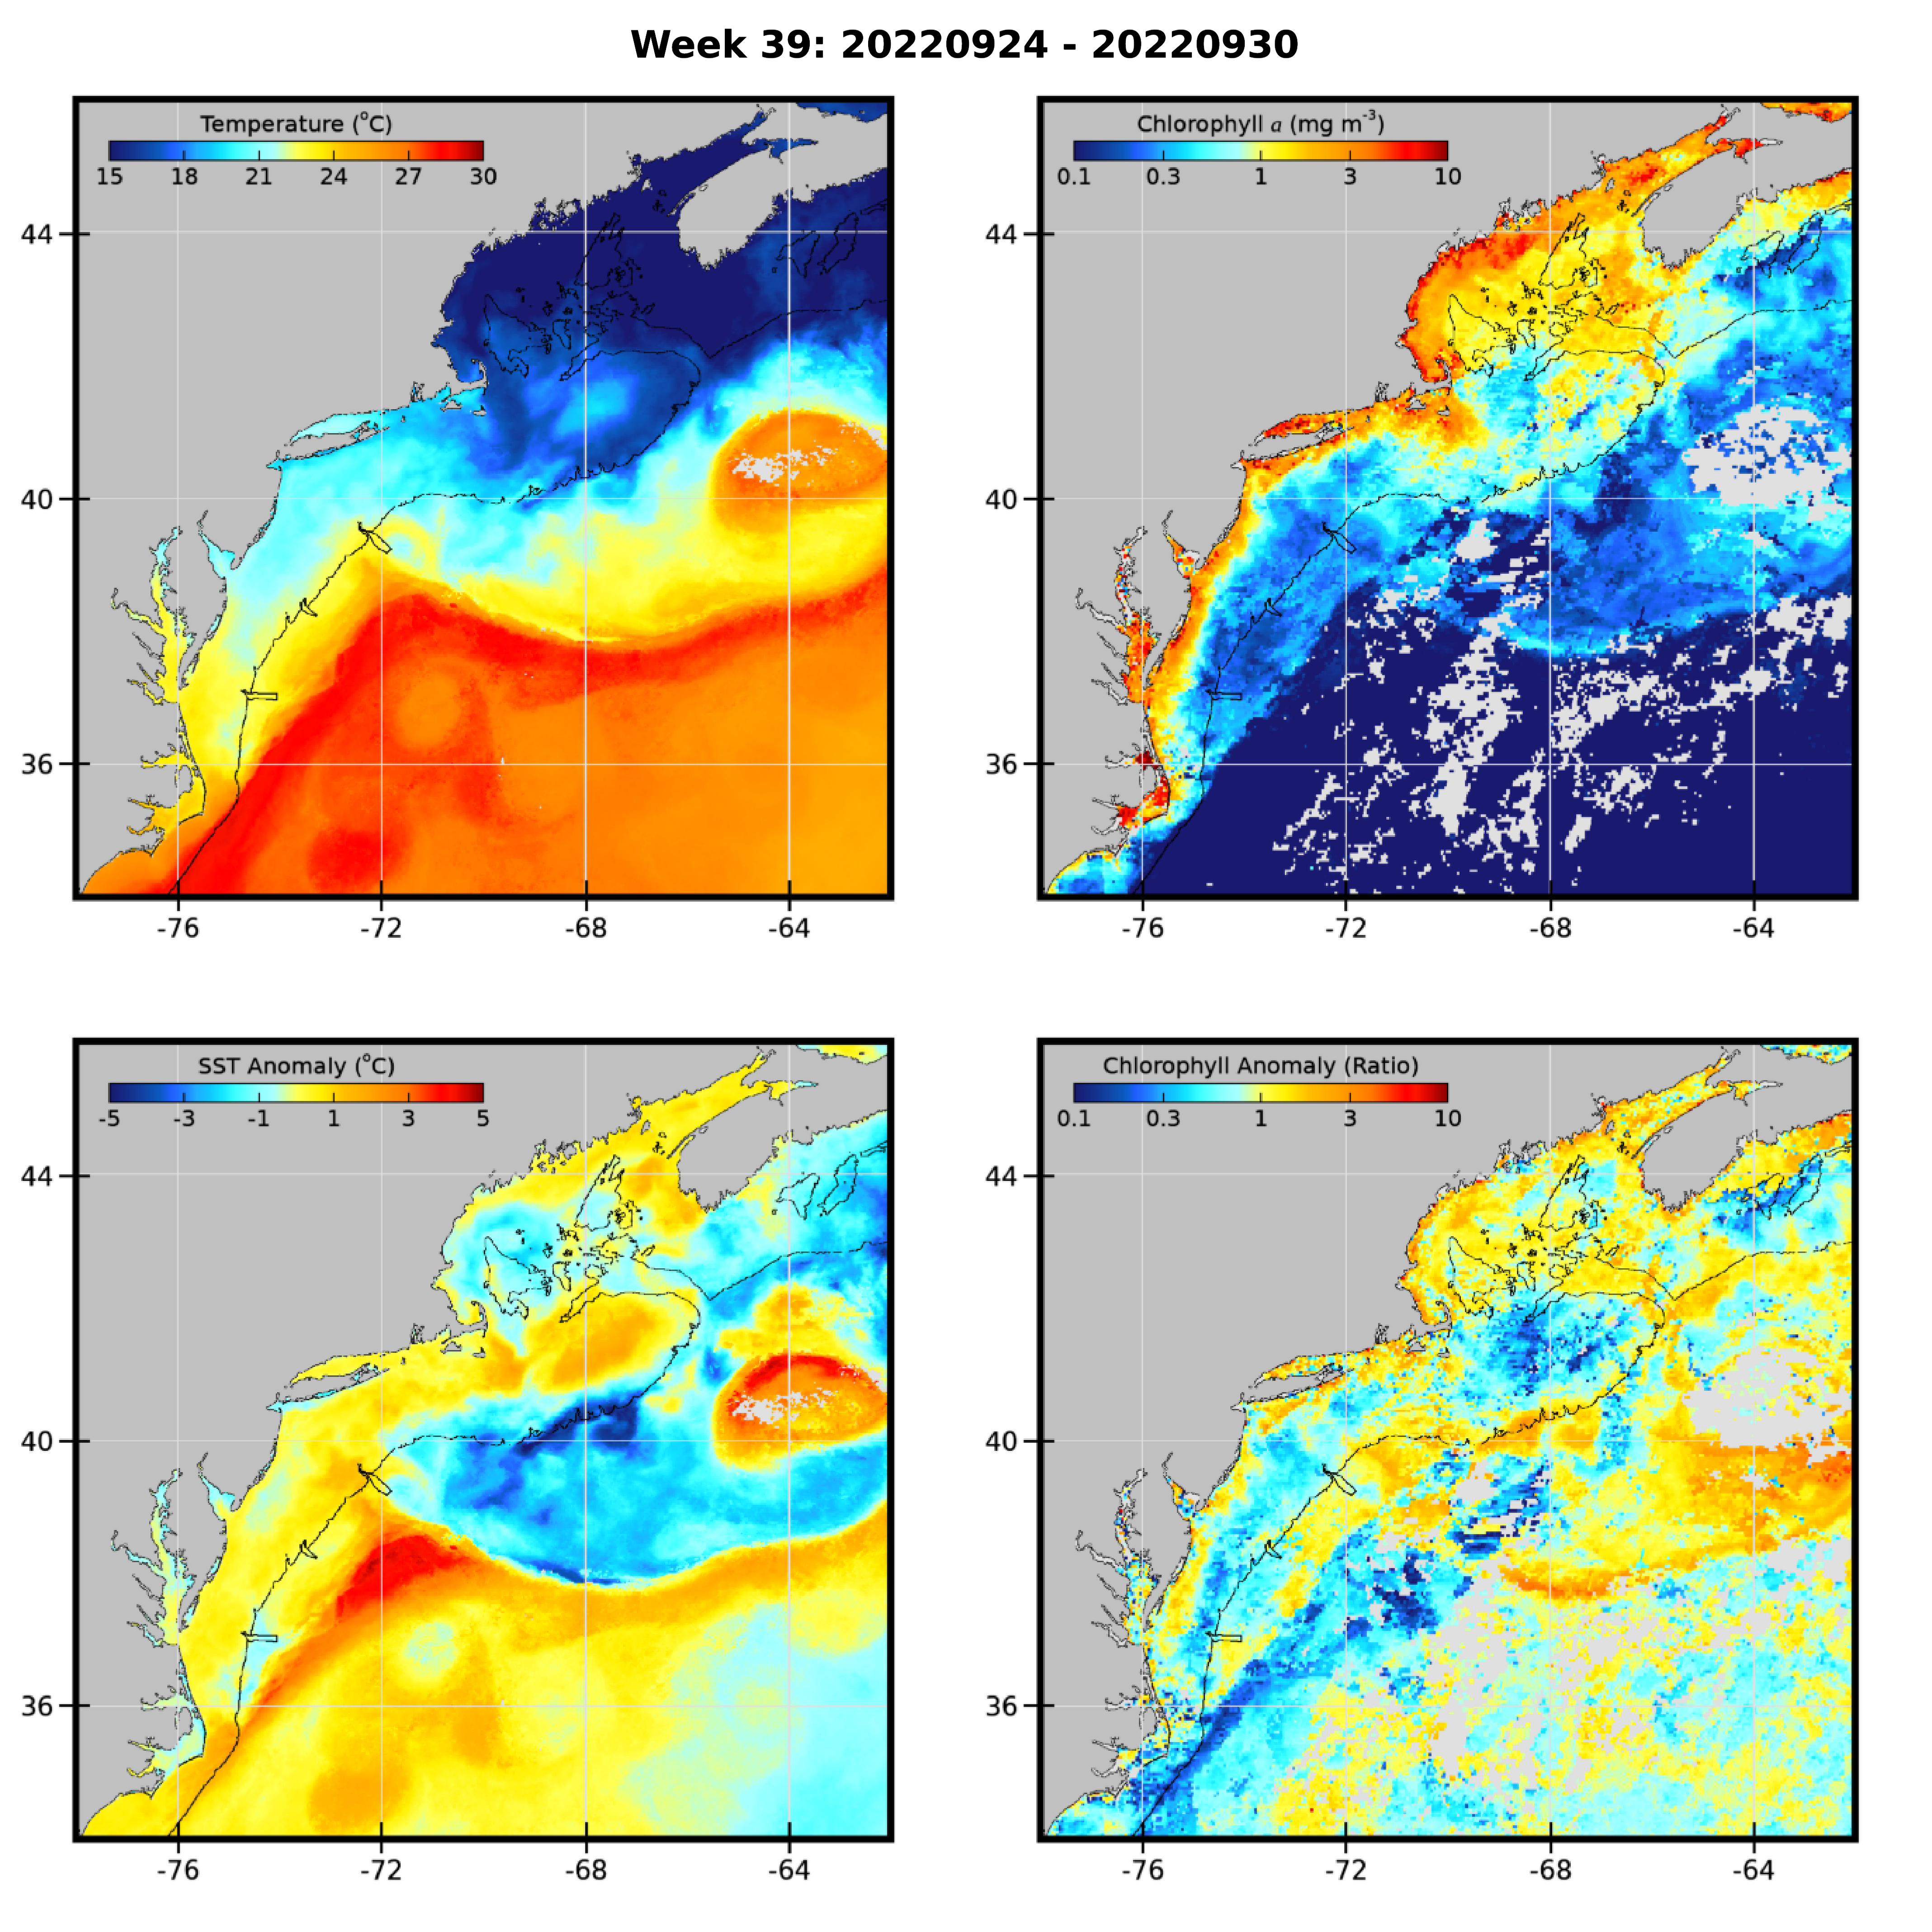 Week 39: 20220924 - 20220930
Temperature (°C)
15 18 21 24 27 30
44
40
36
-76 -72 -68 -64
Chlorophyll a (mg m⁻³)
0.1 0.3 1 3 10
44
40
36
-76 -72 -68 -64
SST Anomaly (°C)
-5 -3 -1 1 3 5
44
40
36
-76 -72 -68 -64
Chlorophyll Anomaly (Ratio)
0.1 0.3 1 3 10
44
40
36
-76 -72 -68 -64